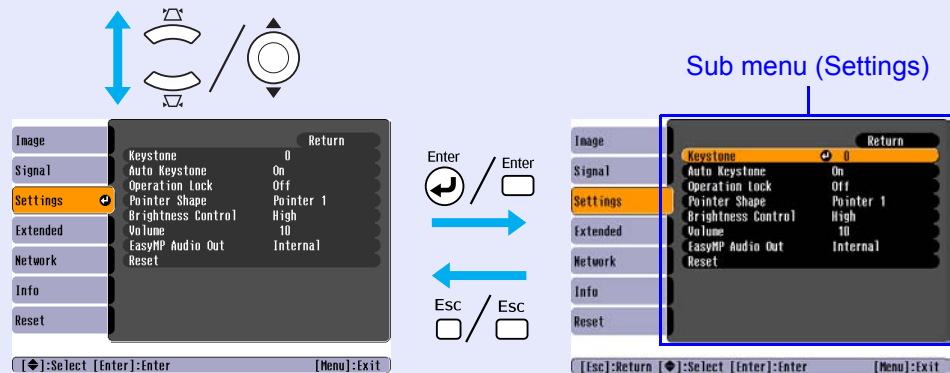 Sub menu (Settings)
Image
Signal
Settings
Extended
Network
Info
Reset
Return
Keystone 0
Auto Keystone On
Operation Lock Off
Pointer Shape Pointer 1
Brightness Control High
Volume 10
EasyMP Audio Out Internal
Reset
[ ]:Select [Enter]:Enter [Menu]:Exit
Enter
Enter
Esc
Esc
Image
Signal
Settings
Extended
Network
Info
Reset
Return
Keystone 0
Auto Keystone On
Operation Lock Off
Pointer Shape Pointer 1
Brightness Control High
Volume 10
EasyMP Audio Out Internal
Reset
[Esc]:Return [ ]:Select [Enter]:Enter [Menu]:Exit